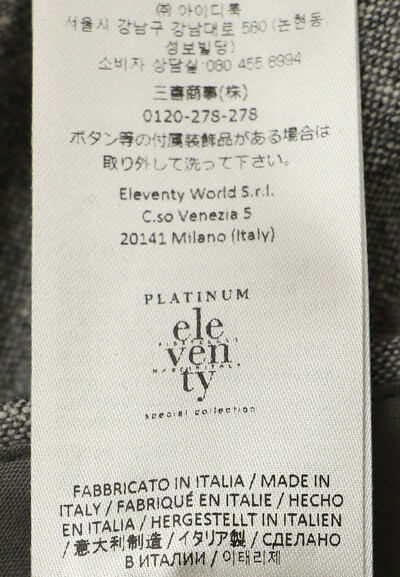 ㈜ 아이디룩
서울시 강남구 강남대로 580 (논현동,
성보빌딩)
소비자 상담실 080 455 8994
三喜商事(株)
0120-278-278
ボタン等の付属装飾品がある場合は
取り外して洗って下さい。
Eleventy World S.r.l.
C.so Venezia 5
20141 Milano (Italy)
PLATINUM
ele
ven
ty
special collection
FABBRICATO IN ITALIA / MADE IN
ITALY / FABRIQUÉ EN ITALIE / HECHO
EN ITALIA / HERGESTELLT IN ITALIEN
/ 意大利制造 / イタリア製 / СДЕЛАНО
В ИТАЛИИ / 이태리제